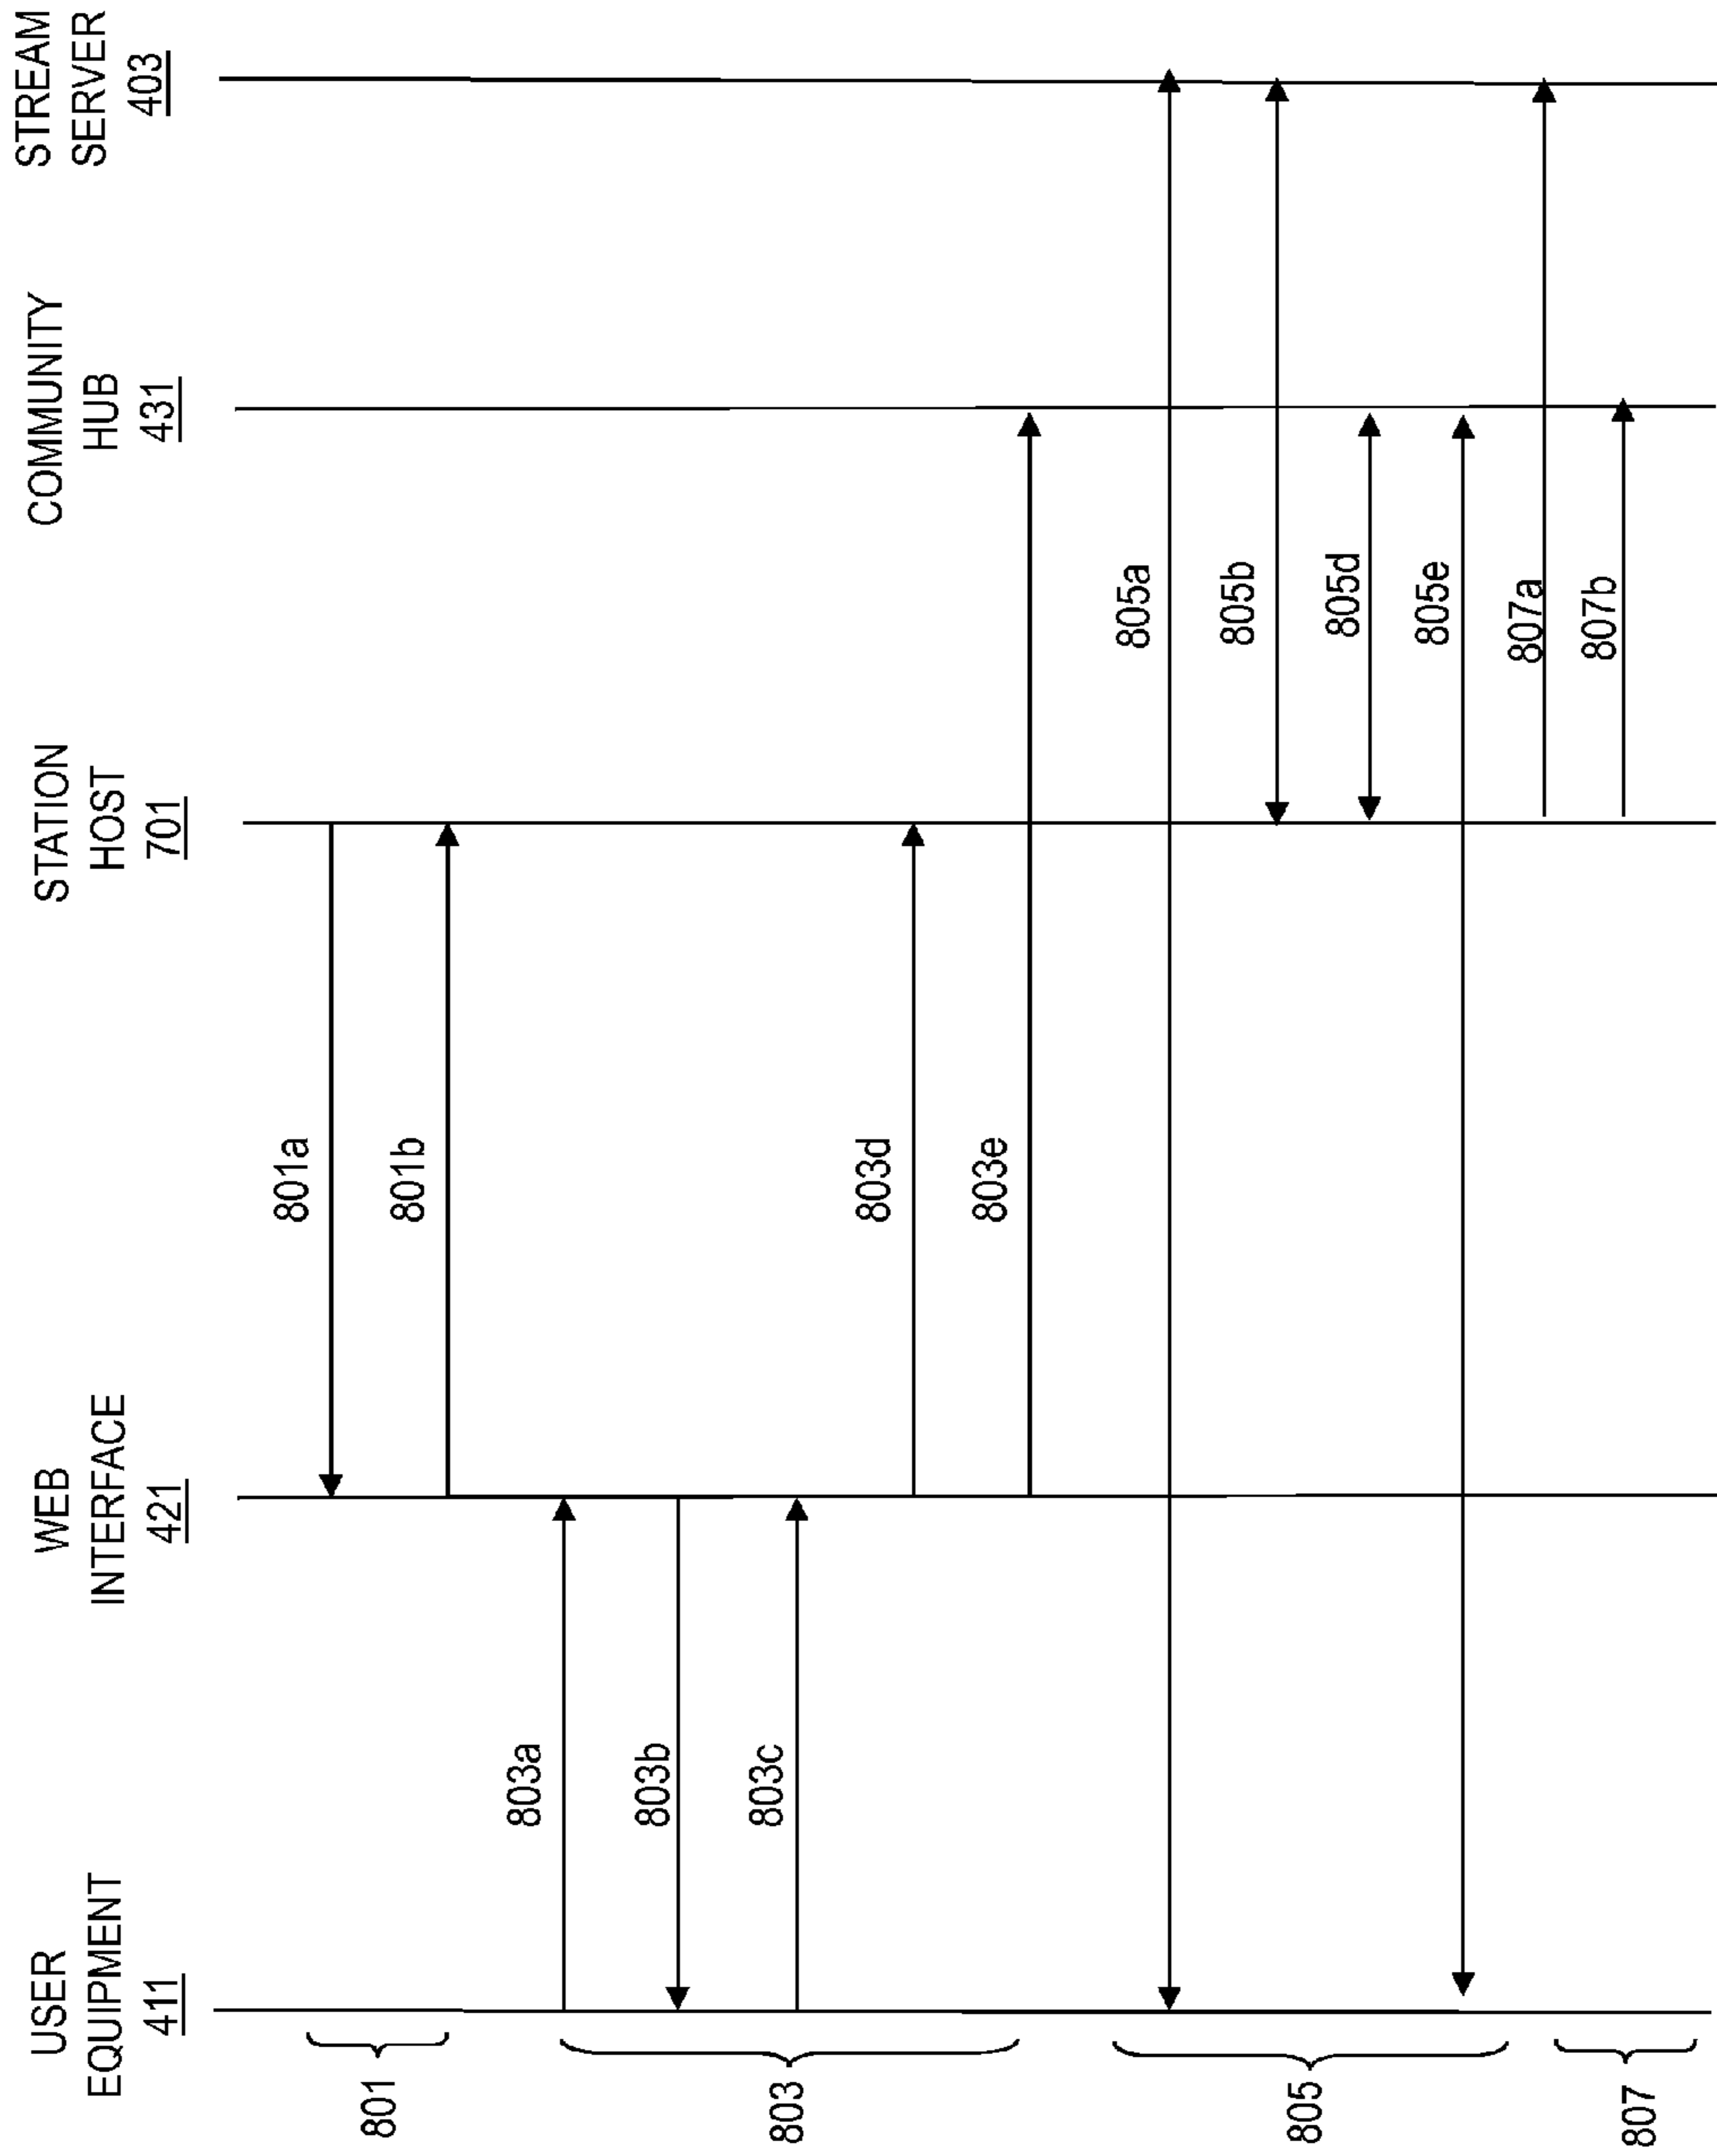 USER
EQUIPMENT
411
WEB
INTERFACE
421
STATION
HOST
701
COMMUNITY
HUB
431
STREAM
SERVER
403
801
801a
801b
803
803a
803b
803c
803d
803e
805
805a
805b
805d
805e
807
807a
807b